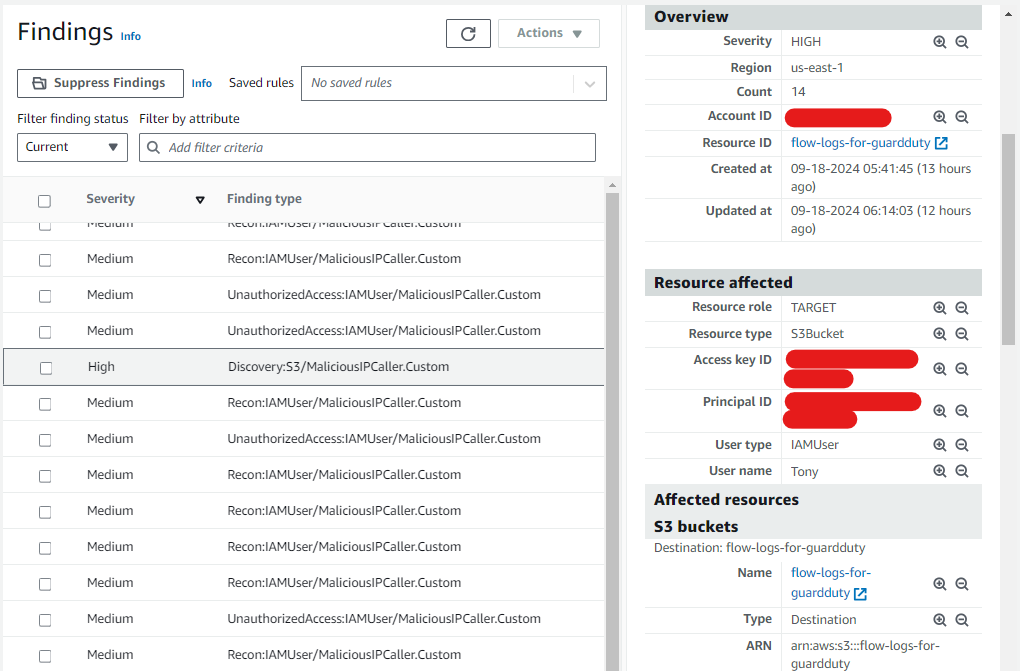 Findings Info
Actions
Suppress Findings Info Saved rules No saved rules
Filter finding status Filter by attribute
Current Add filter criteria
Severity Finding type
Medium Recon:IAMUser/MaliciousIPCaller.Custom
Medium Recon:IAMUser/MaliciousIPCaller.Custom
Medium UnauthorizedAccess:IAMUser/MaliciousIPCaller.Custom
Medium UnauthorizedAccess:IAMUser/MaliciousIPCaller.Custom
High Discovery:S3/MaliciousIPCaller.Custom
Medium Recon:IAMUser/MaliciousIPCaller.Custom
Medium UnauthorizedAccess:IAMUser/MaliciousIPCaller.Custom
Medium Recon:IAMUser/MaliciousIPCaller.Custom
Medium Recon:IAMUser/MaliciousIPCaller.Custom
Medium Recon:IAMUser/MaliciousIPCaller.Custom
Medium Recon:IAMUser/MaliciousIPCaller.Custom
Medium UnauthorizedAccess:IAMUser/MaliciousIPCaller.Custom
Medium Recon:IAMUser/MaliciousIPCaller.Custom
Overview
Severity HIGH
Region us-east-1
Count 14
Account ID
Resource ID flow-logs-for-guardduty
Created at 09-18-2024 05:41:45 (13 hours
ago)
Updated at 09-18-2024 06:14:03 (12 hours
ago)
Resource affected
Resource role TARGET
Resource type S3Bucket
Access key ID
Principal ID
User type IAMUser
User name Tony
Affected resources
S3 buckets
Destination: flow-logs-for-guardduty
Name flow-logs-for-
guardduty
Type Destination
ARN arn:aws:s3:::flow-logs-for-
guardduty